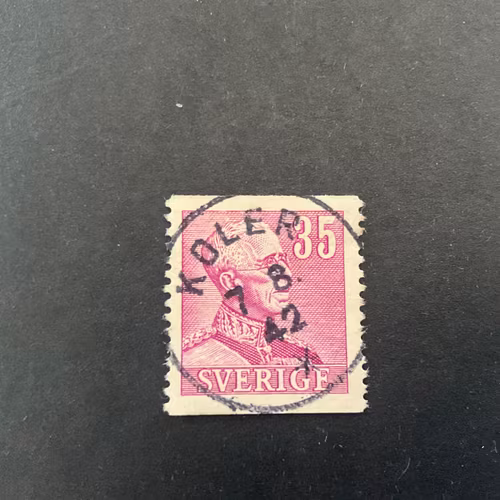 KOLER
35
7 8.
42
SVERIGE